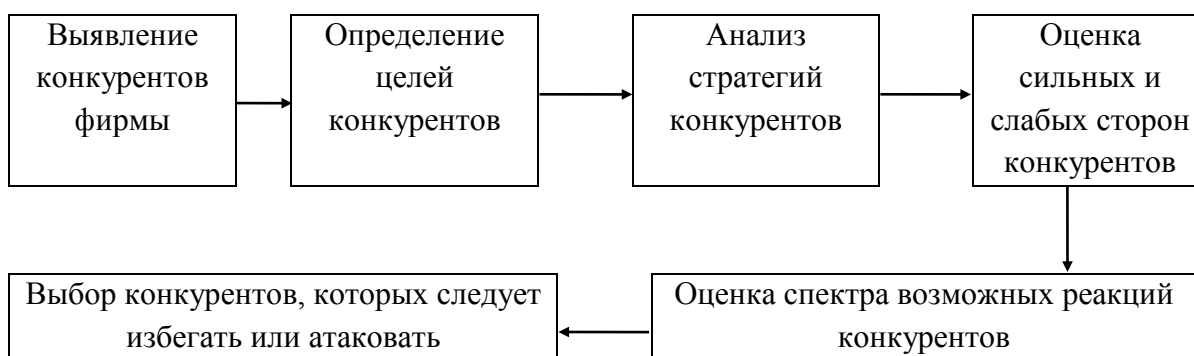 Выявление
конкурентов
фирмы
Определение
целей
конкурентов
Анализ
стратегий
конкурентов
Оценка
сильных и
слабых сторон
конкурентов
Оценка спектра возможных реакций
конкурентов
Выбор конкурентов, которых следует
избегать или атаковать